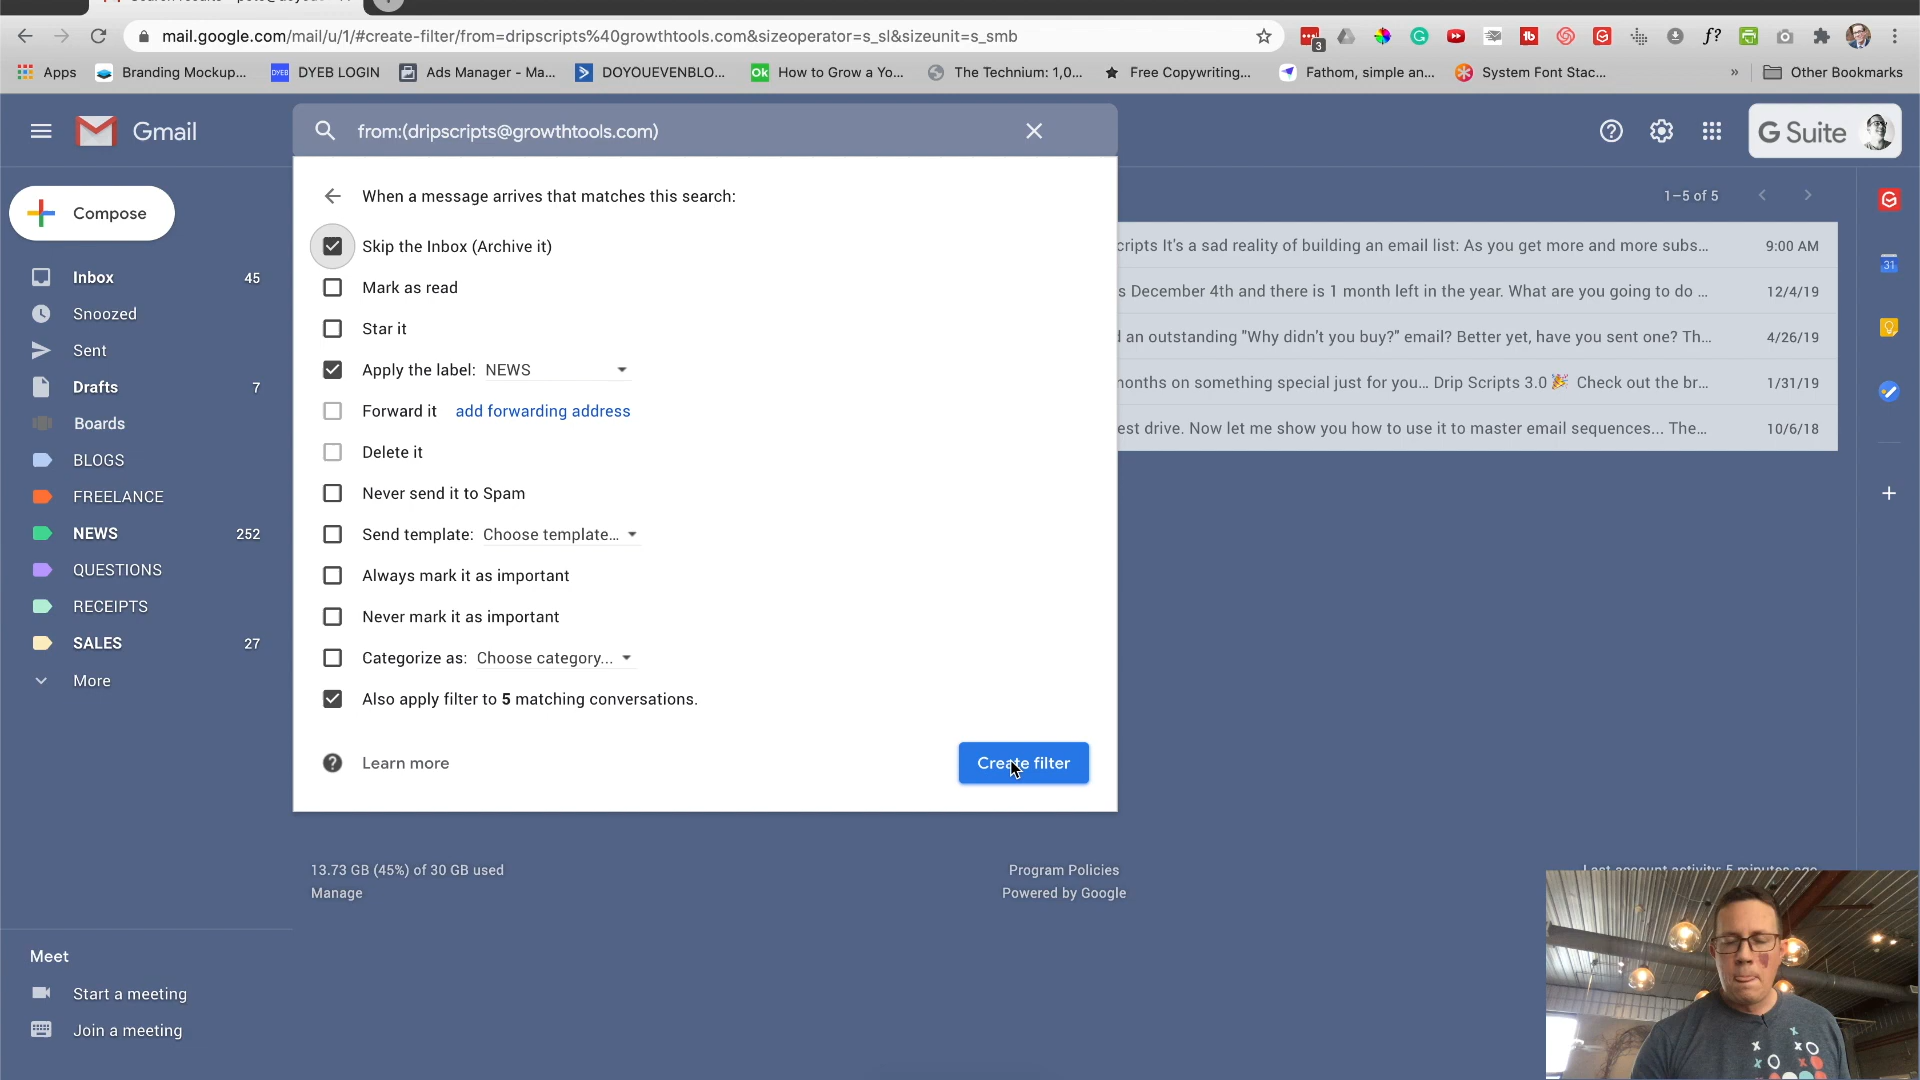 mail.google.com/mail/u/1/#create-filter/from=dripscripts%40growthtools.com&sizeoperator=s_sl&sizeunit=s_smb
3
f?
Apps
Branding Mockup...
DYEB
DYEB LOGIN
Ads Manager - Ma...
DOYOUEVENBLO...
Ok
How to Grow a Yo...
The Technium: 1,0...
Free Copywriting...
Fathom, simple an...
System Font Stac...
»
Other Bookmarks
Gmail
from:(dripscripts@growthtools.com)
G Suite
Compose
When a message arrives that matches this search:
1–5 of 5
Skip the Inbox (Archive it)
cripts It's a sad reality of building an email list: As you get more and more subs...
9:00 AM
Inbox
45
Mark as read
s December 4th and there is 1 month left in the year. What are you going to do ...
12/4/19
31
Snoozed
Star it
an outstanding "Why didn't you buy?" email? Better yet, have you sent one? Th...
4/26/19
Sent
Apply the label: NEWS
nonths on something special just for you... Drip Scripts 3.0 🎉 Check out the br...
1/31/19
Drafts
7
Forward it
add forwarding address
est drive. Now let me show you how to use it to master email sequences... The...
10/6/18
Boards
Delete it
BLOGS
Never send it to Spam
FREELANCE
Send template: Choose template...
NEWS
252
Always mark it as important
QUESTIONS
Never mark it as important
RECEIPTS
Categorize as: Choose category...
SALES
27
Also apply filter to 5 matching conversations.
More
Learn more
Create filter
13.73 GB (45%) of 30 GB used
Manage
Program Policies
Powered by Google
Meet
Start a meeting
Join a meeting